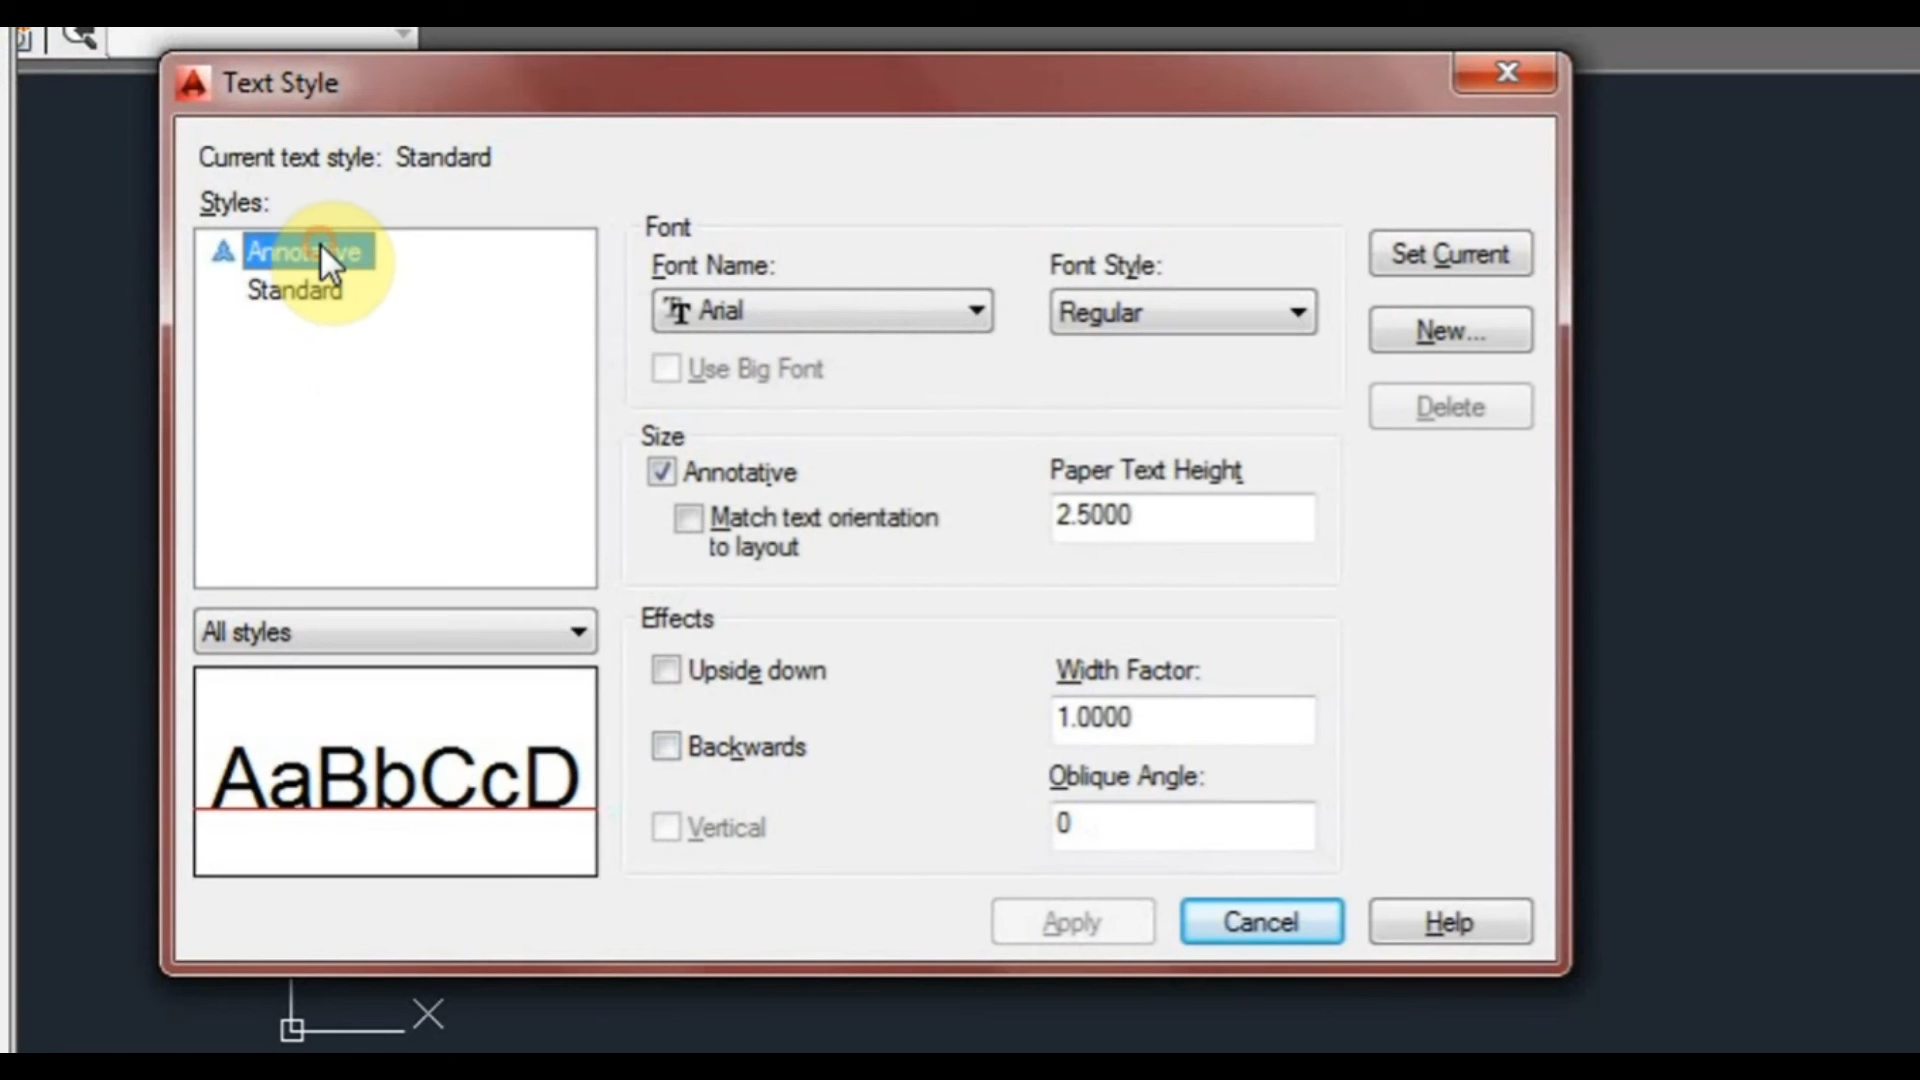 Text Style
Current text style: Standard
Styles:
Annotative
Standard
All styles
AaBbCcD
Font
Font Name:
Arial
Use Big Font
Font Style:
Regular
Size
Annotative
Match text orientation
to layout
Paper Text Height
2.5000
Effects
Upside down
Backwards
Vertical
Width Factor:
1.0000
Oblique Angle:
0
Set Current
New...
Delete
Apply
Cancel
Help